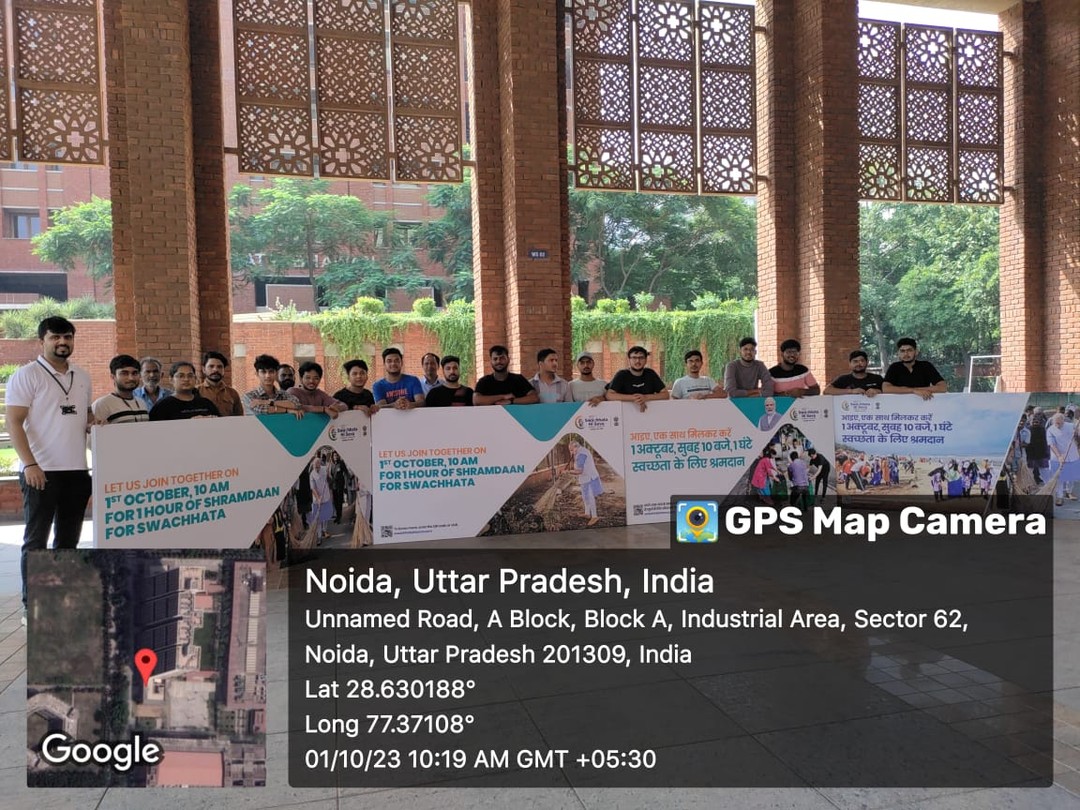 WS 03
LET US JOIN TOGETHER ON
1ST OCTOBER, 10 AM
FOR 1 HOUR OF SHRAMDAAN
FOR SWACHHATA
LET US JOIN TOGETHER ON
1ST OCTOBER, 10 AM
FOR 1 HOUR OF SHRAMDAAN
FOR SWACHHATA
आइए, एक साथ मिलकर करें
1 अक्टूबर, सुबह 10 बजे, 1 घंटे
स्वच्छता के लिए श्रमदान
आइए, एक साथ मिलकर करें
1 अक्टूबर, सुबह 10 बजे, 1 घंटे
स्वच्छता के लिए श्रमदान
GPS Map Camera
Noida, Uttar Pradesh, India
Unnamed Road, A Block, Block A, Industrial Area, Sector 62,
Noida, Uttar Pradesh 201309, India
Lat 28.630188°
Long 77.37108°
01/10/23 10:19 AM GMT +05:30
Google